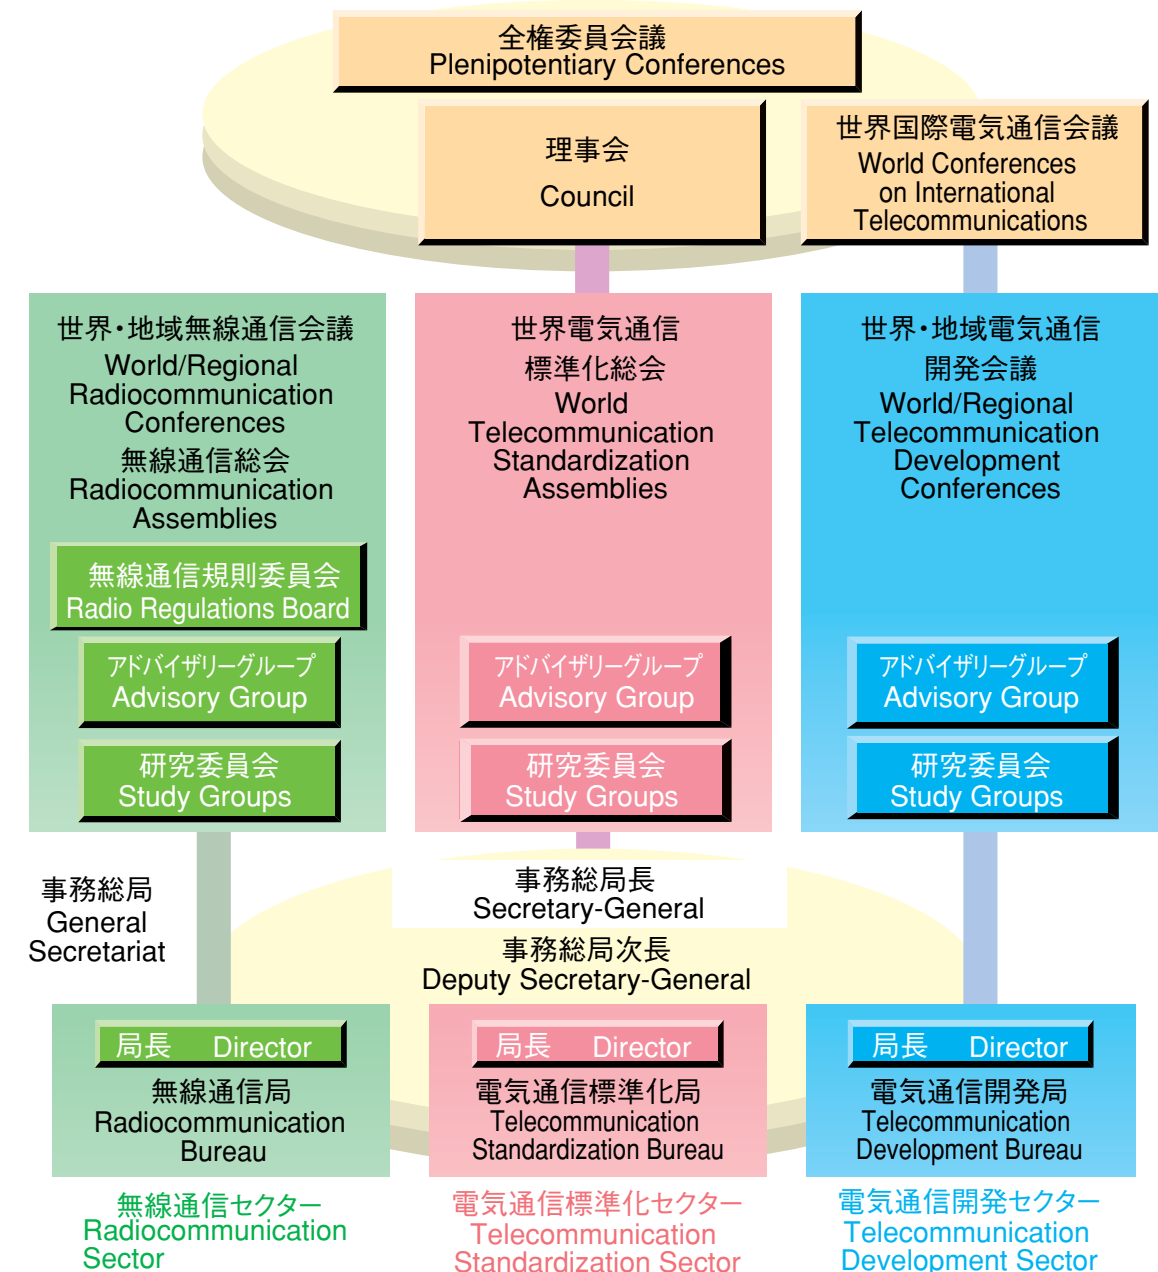 全権委員会議
Plenipotentiary Conferences
理事会
Council
世界国際電気通信会議
World Conferences
on International
Telecommunications
世界・地域無線通信会議
World/Regional
Radiocommunication
Conferences
無線通信総会
Radiocommunication
Assemblies
無線通信規則委員会
Radio Regulations Board
アドバイザリーグループ
Advisory Group
研究委員会
Study Groups
世界電気通信
標準化総会
World
Telecommunication
Standardization
Assemblies
アドバイザリーグループ
Advisory Group
研究委員会
Study Groups
世界・地域電気通信
開発会議
World/Regional
Telecommunication
Development
Conferences
アドバイザリーグループ
Advisory Group
研究委員会
Study Groups
事務総局
General
Secretariat
事務総局長
Secretary-General
事務総局次長
Deputy Secretary-General
局長 Director
無線通信局
Radiocommunication
Bureau
局長 Director
電気通信標準化局
Telecommunication
Standardization Bureau
局長 Director
電気通信開発局
Telecommunication
Development Bureau
無線通信セクター
Radiocommunication
Sector
電気通信標準化セクター
Telecommunication
Standardization Sector
電気通信開発セクター
Telecommunication
Development Sector